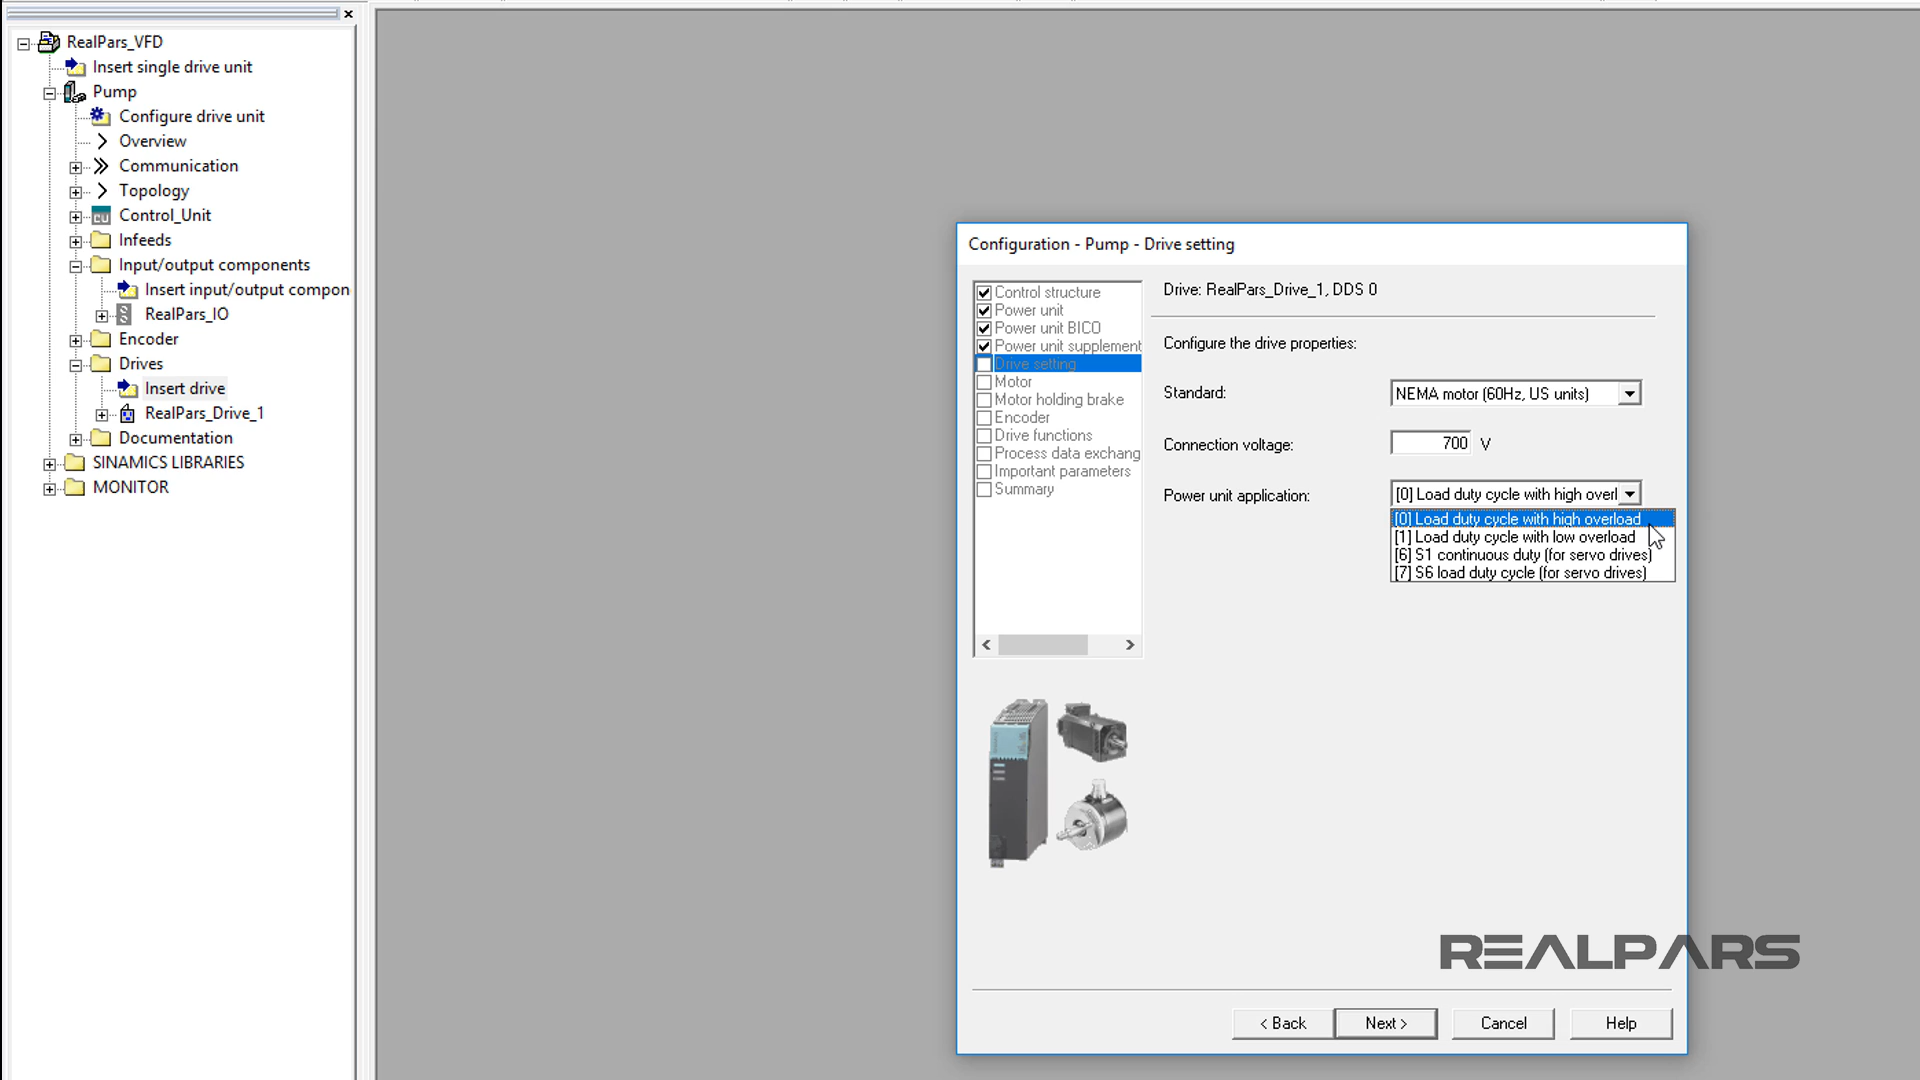 RealPars_VFD
Insert single drive unit
Pump
Configure drive unit
Overview
Communication
Topology
Control_Unit
Infeeds
Input/output components
Insert input/output compon
RealPars_IO
Encoder
Drives
Insert drive
RealPars_Drive_1
Documentation
SINAMICS LIBRARIES
MONITOR
Configuration - Pump - Drive setting
Control structure
Power unit
Power unit BICO
Power unit supplement
Drive setting
Motor
Motor holding brake
Encoder
Drive functions
Process data exchang
Important parameters
Summary
Drive: RealPars_Drive_1, DDS 0
Configure the drive properties:
Standard: NEMA motor (60Hz, US units)
Connection voltage: 700 V
Power unit application: [0] Load duty cycle with high overl
[0] Load duty cycle with high overload
[1] Load duty cycle with low overload
[6] S1 continuous duty (for servo drives)
[7] S6 load duty cycle (for servo drives)
REALPARS
< Back Next > Cancel Help